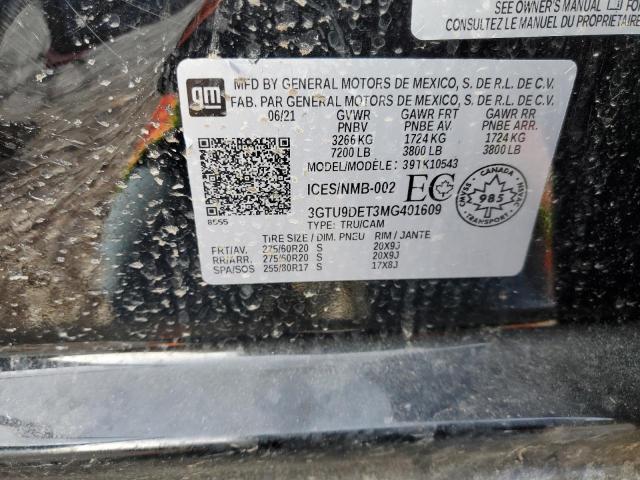 SEE OWNER'S MANUAL
CONSULTEZ LE MANUEL DU PROPRIÉTAIRE
gm
MFD BY GENERAL MOTORS DE MEXICO, S. DE R.L. DE C.V.
FAB. PAR GENERAL MOTORS DE MEXICO, S. DE R.L. DE C.V.
06/21 GVWR GAWR FRT GAWR RR
PNBV PNBE AV PNBE ARR.
3266 KG 1724 KG 1724 KG
7200 LB 3800 LB 3800 LB
MODEL/MODÈLE: 391K10543
ICES/NMB-002 EC 985
3GTU9DET3MG401609
8555
TYPE: TRU/CAM
TIRE SIZE / DIM. PNEU RIM / JANTE
FRT/AV. 275/60R20 S 20X9J
RR/ARR. 275/60R20 S 20X9J
SPA/SOS 255/80R17 S 17X8J